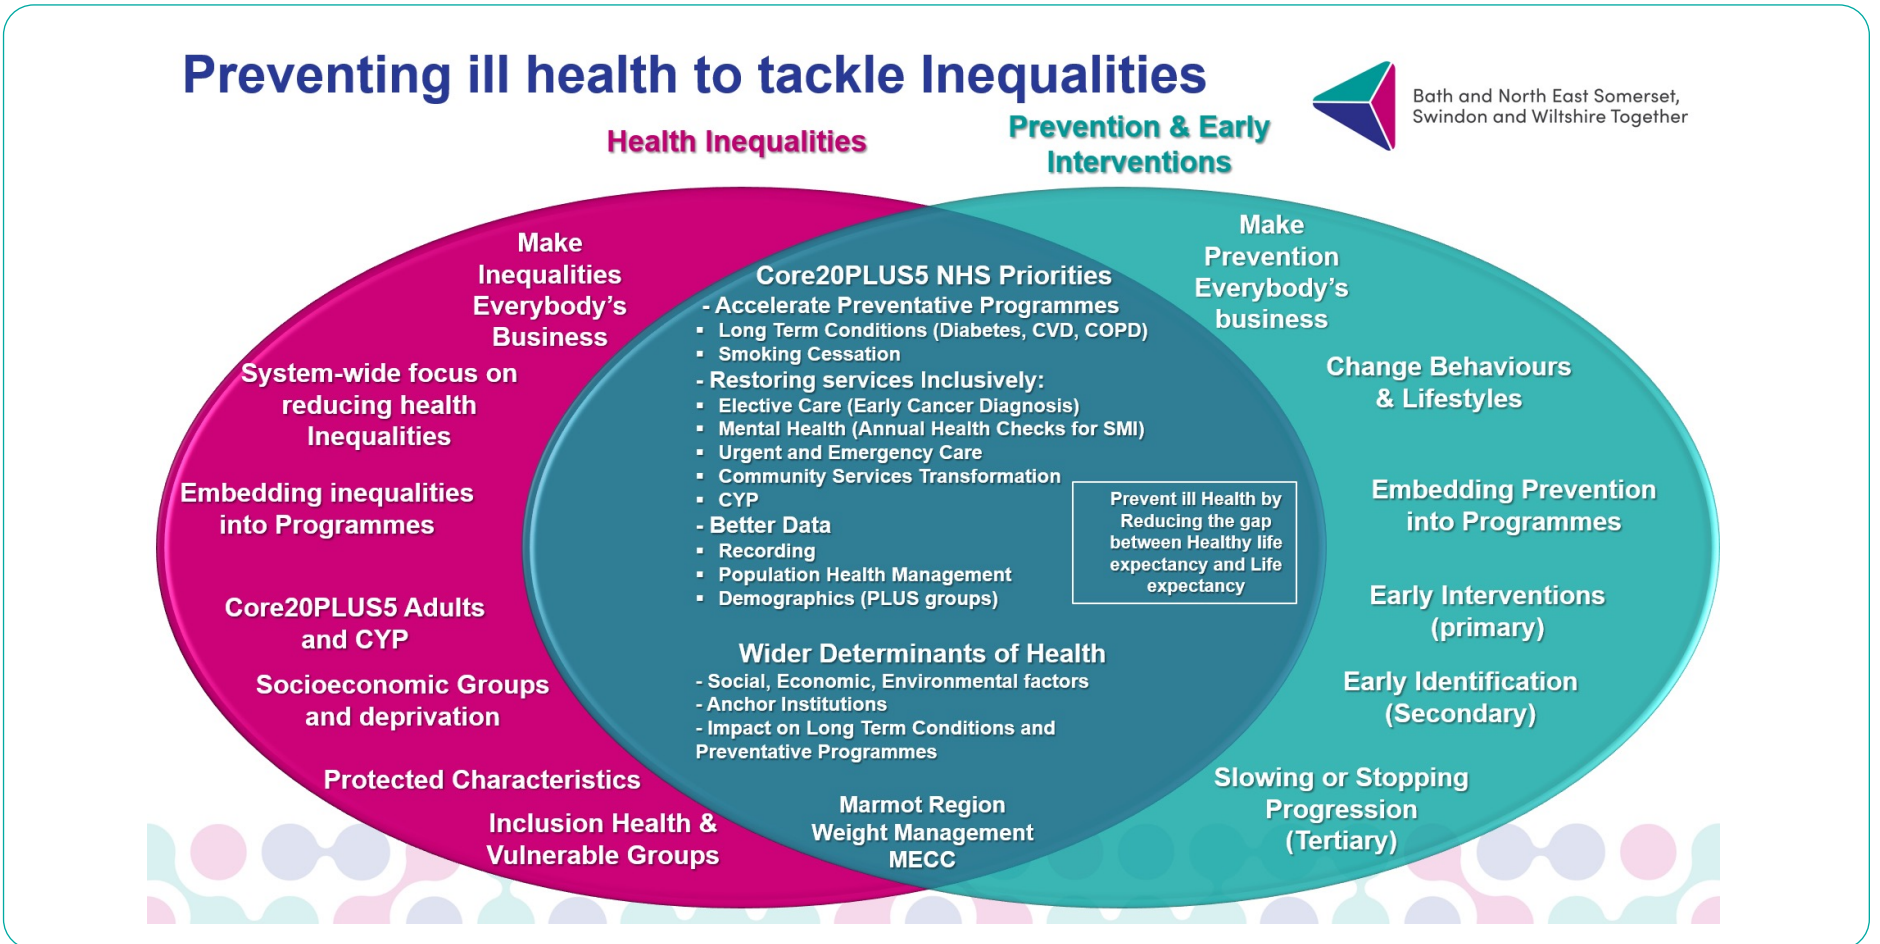 Preventing ill health to tackle Inequalities
Bath and North East Somerset,
Swindon and Wiltshire Together
Health Inequalities
Prevention & Early
Interventions
Make
Inequalities
Everybody’s
Business
System-wide focus on
reducing health
Inequalities
Embedding inequalities
into Programmes
Core20PLUS5 Adults
and CYP
Socioeconomic Groups
and deprivation
Protected Characteristics
Inclusion Health &
Vulnerable Groups
Core20PLUS5 NHS Priorities
- Accelerate Preventative Programmes
▪ Long Term Conditions (Diabetes, CVD, COPD)
▪ Smoking Cessation
- Restoring services Inclusively:
▪ Elective Care (Early Cancer Diagnosis)
▪ Mental Health (Annual Health Checks for SMI)
▪ Urgent and Emergency Care
▪ Community Services Transformation
▪ CYP
- Better Data
▪ Recording
▪ Population Health Management
▪ Demographics (PLUS groups)
Prevent ill Health by
Reducing the gap
between Healthy life
expectancy and Life
expectancy
Wider Determinants of Health
- Social, Economic, Environmental factors
- Anchor Institutions
- Impact on Long Term Conditions and
Preventative Programmes
Marmot Region
Weight Management
MECC
Make
Prevention
Everybody’s
business
Change Behaviours
& Lifestyles
Embedding Prevention
into Programmes
Early Interventions
(primary)
Early Identification
(Secondary)
Slowing or Stopping
Progression
(Tertiary)